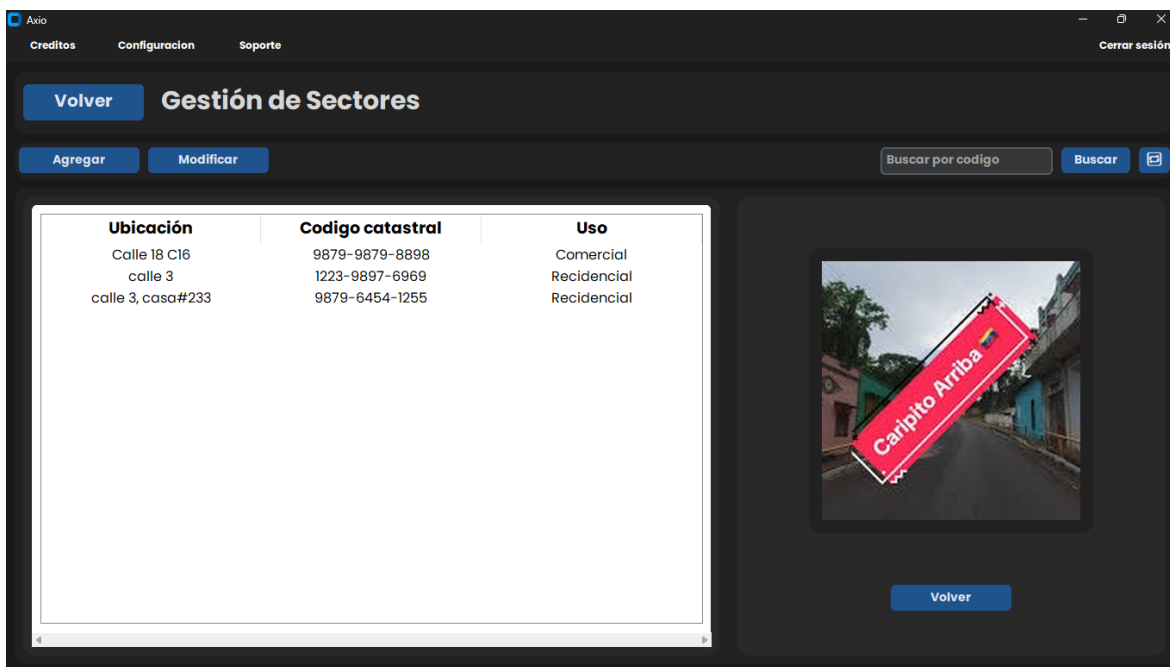 Axio
Creditos Configuracion Soporte Cerrar sesión
Volver Gestión de Sectores
Agregar Modificar Buscar por codigo Buscar
Ubicación Codigo catastral Uso
Calle 18 C16 9879-9879-8898 Comercial
calle 3 1223-9897-6969 Recidencial
calle 3, casa#233 9879-6454-1255 Recidencial
Caripito Arriba
Volver